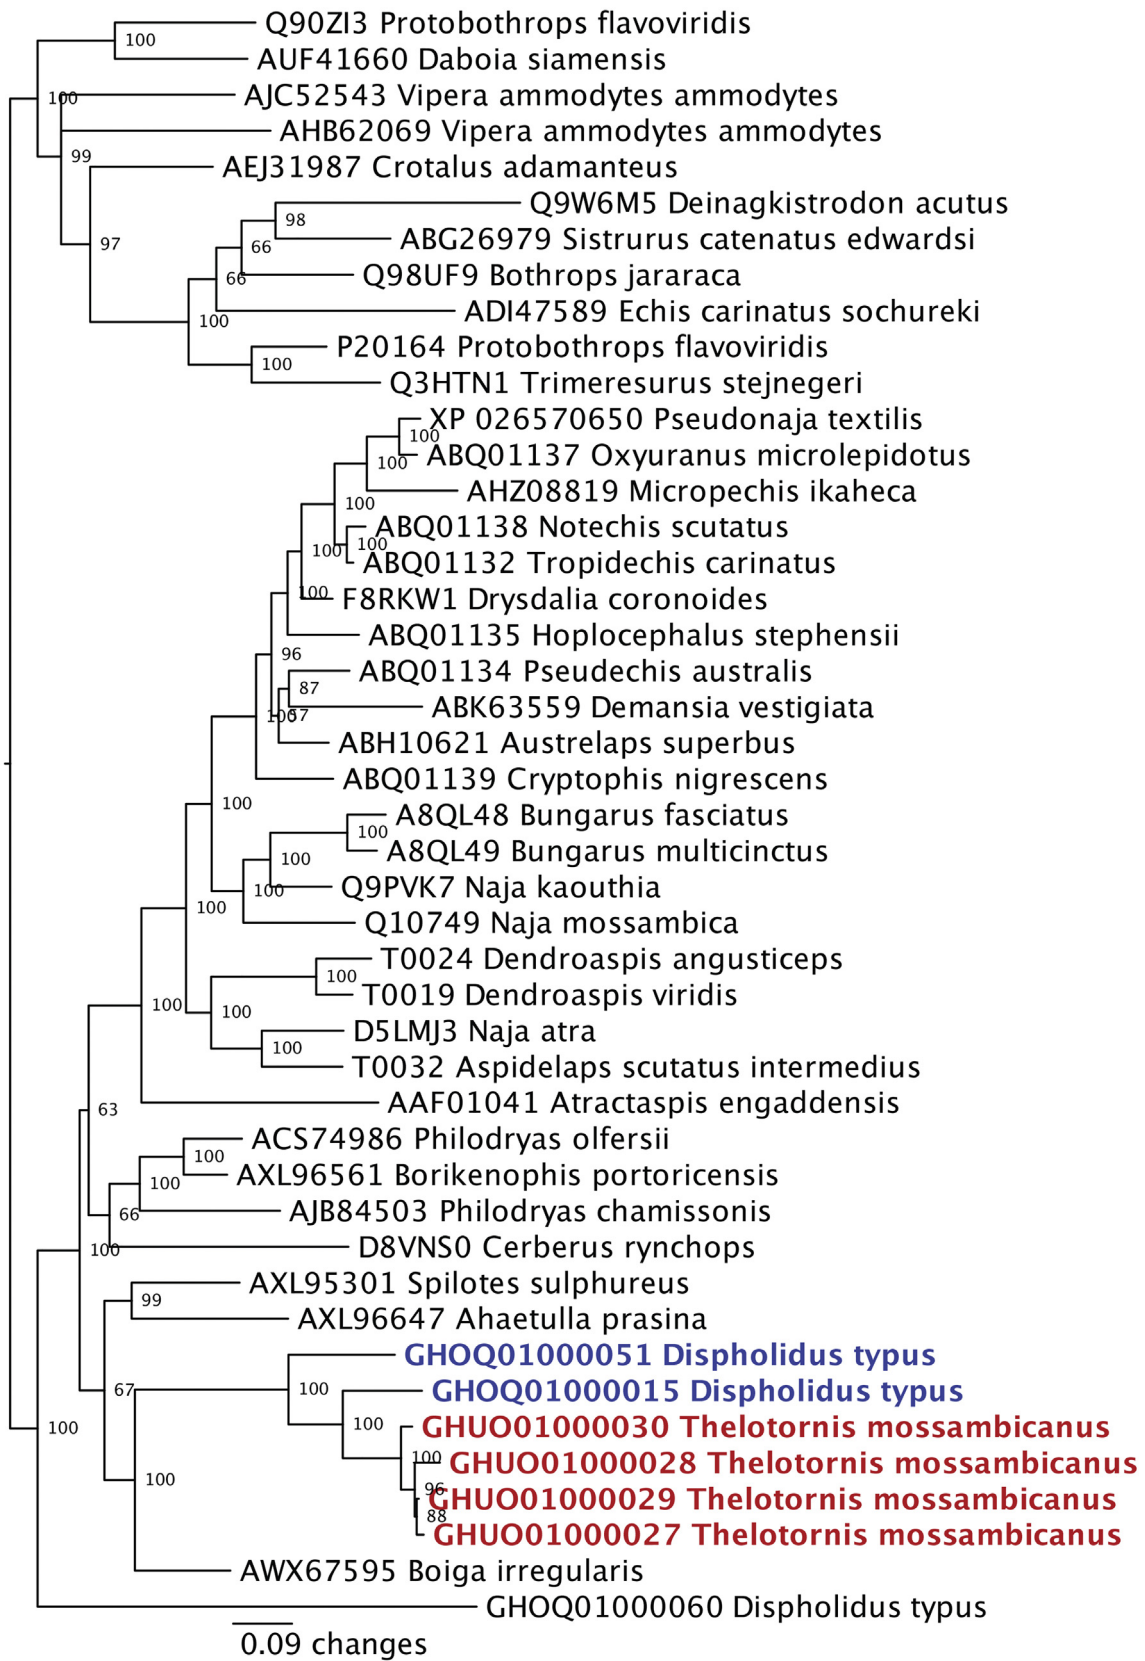 Q90ZI3 Protobothrops flavoviridis
100
AUF41660 Daboia siamensis
AJC52543 Vipera ammodytes ammodytes
100
AHB62069 Vipera ammodytes ammodytes
99
AEJ31987 Crotalus adamanteus
Q9W6M5 Deinagkistrodon acutus
98
ABG26979 Sistrurus catenatus edwardsi
97
66
Q98UF9 Bothrops jararaca
66
ADI47589 Echis carinatus sochureki
100
P20164 Protobothrops flavoviridis
100
Q3HTN1 Trimeresurus stejnegeri
XP 026570650 Pseudonaja textilis
100
ABQ01137 Oxyuranus microlepidotus
100
AHZ08819 Micropechis ikaheca
100
ABQ01138 Notechis scutatus
100
100
ABQ01132 Tropidechis carinatus
100
F8RKW1 Drysdalia coronoides
ABQ01135 Hoplocephalus stephensii
96
ABQ01134 Pseudechis australis
87
ABK63559 Demansia vestigiata
100
57
ABH10621 Austrelaps superbus
ABQ01139 Cryptophis nigrescens
100
A8QL48 Bungarus fasciatus
100
A8QL49 Bungarus multicinctus
100
Q9PVK7 Naja kaouthia
100
100
Q10749 Naja mossambica
T0024 Dendroaspis angusticeps
100
T0019 Dendroaspis viridis
100
100
D5LMJ3 Naja atra
100
T0032 Aspidelaps scutatus intermedius
AAF01041 Atractaspis engaddensis
63
ACS74986 Philodryas olfersii
100
AXL96561 Borikenophis portoricensis
100
AJB84503 Philodryas chamissonis
66
D8VNS0 Cerberus rynchops
100
AXL95301 Spilotes sulphureus
99
AXL96647 Ahaetulla prasina
GHOQ01000051 Dispholidus typus
67
100
GHOQ01000015 Dispholidus typus
100
100
GHUO01000030 Thelotornis mossambicanus
100
GHUO01000028 Thelotornis mossambicanus
100
96
GHUO01000029 Thelotornis mossambicanus
88
GHUO01000027 Thelotornis mossambicanus
AWX67595 Boiga irregularis
GHOQ01000060 Dispholidus typus
0.09 changes